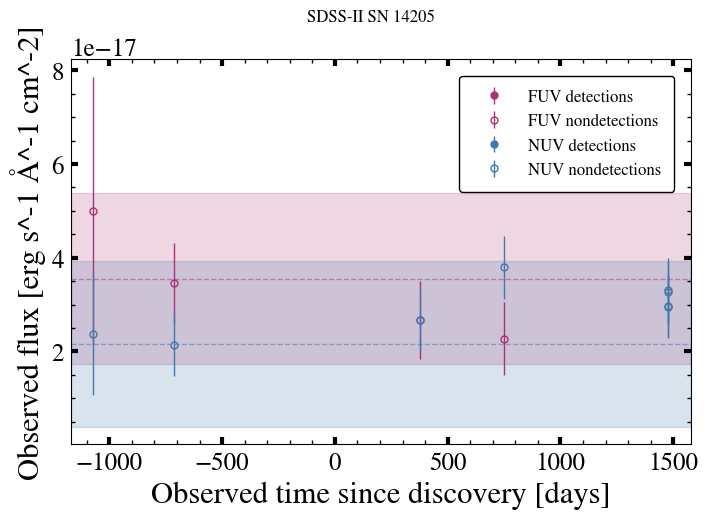 SDSS-II SN 14205
1e−17
Observed flux [erg s^-1 Å^-1 cm^-2]
8
6
4
2
FUV detections
FUV nondetections
NUV detections
NUV nondetections
−1000 −500 0 500 1000 1500
Observed time since discovery [days]